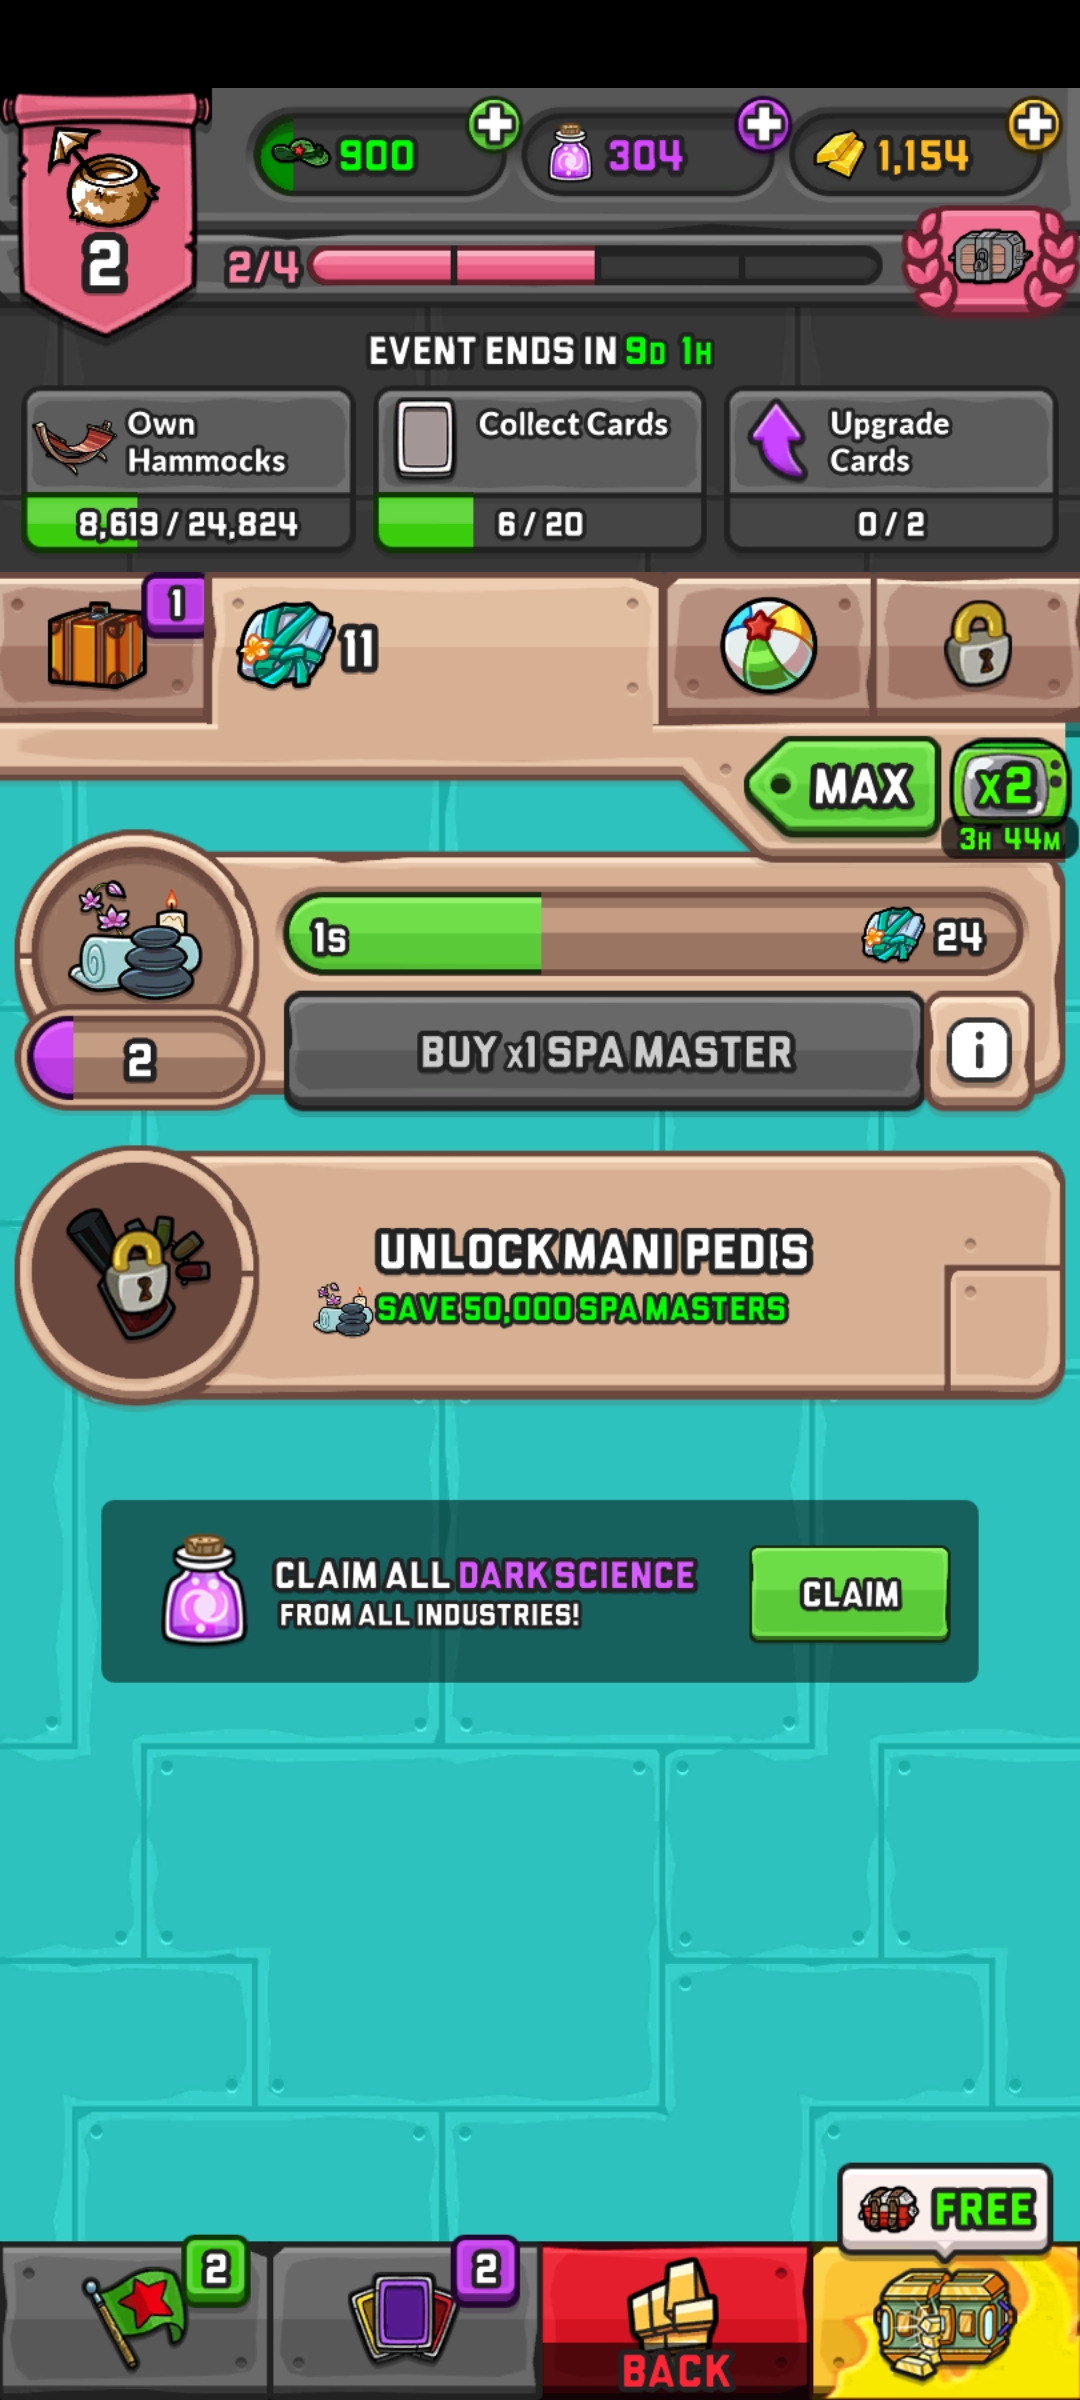 900
304
1,154
2
2/4
EVENT ENDS IN 9D 1H
Own
Hammocks
8,619 / 24,824
Collect Cards
6 / 20
Upgrade
Cards
0 / 2
1
11
MAX
x2
3H 44M
1s
24
2
BUY x1 SPA MASTER
i
UNLOCK MANI PEDIS
SAVE 50,000 SPA MASTERS
CLAIM ALL DARK SCIENCE
FROM ALL INDUSTRIES!
CLAIM
FREE
2
2
BACK